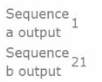 Sequence
a output 1
Sequence
b output 21